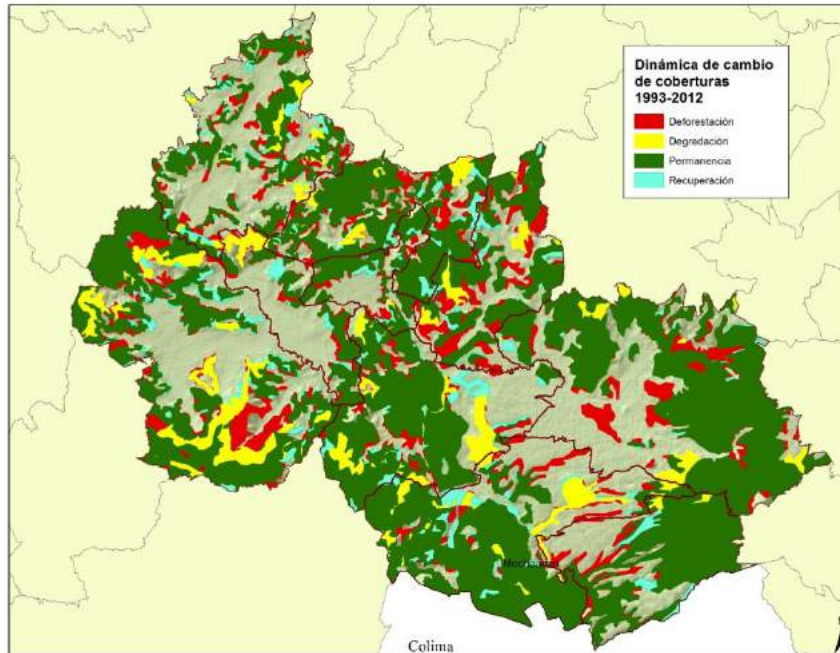 Dinámica de cambio
de coberturas
1993-2012
Deforestación
Degradación
Permanencia
Recuperación
Colima